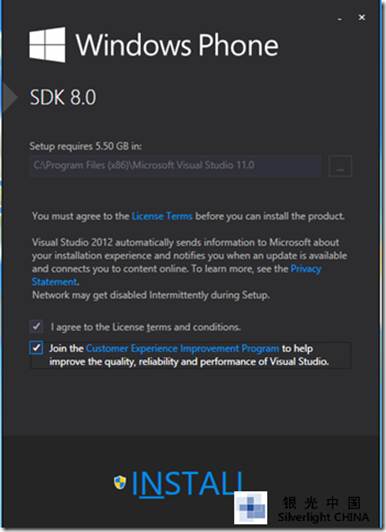 Windows Phone
SDK 8.0
Setup requires 5.50 GB in:
C:\Program Files (x86)\Microsoft Visual Studio 11.0
...
You must agree to the License Terms before you can install the product.
Visual Studio 2012 automatically sends information to Microsoft about
your installation experience and notifies you when an update is available
and connects you to content online. To learn more, see the Privacy
Statement.
Network may get disabled Intermittently during Setup.
I agree to the License terms and conditions.
Join the Customer Experience Improvement Program to help
improve the quality, reliability and performance of Visual Studio.
INSTALL
银光中国
Silverlight CHINA